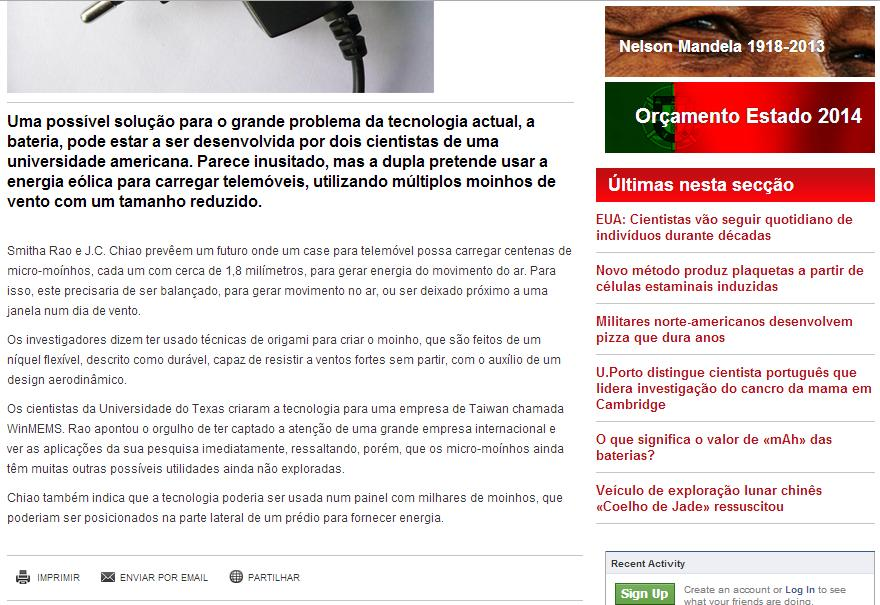 Uma possível solução para o grande problema da tecnologia actual, a
bateria, pode estar a ser desenvolvida por dois cientistas de uma
universidade americana. Parece inusitado, mas a dupla pretende usar a
energia eólica para carregar telemóveis, utilizando múltiplos moinhos de
vento com um tamanho reduzido.
Smitha Rao e J.C. Chiao prevêem um futuro onde um case para telemóvel possa carregar centenas de
micro-moínhos, cada um com cerca de 1,8 milímetros, para gerar energia do movimento do ar. Para
isso, este precisaria de ser balançado, para gerar movimento no ar, ou ser deixado próximo a uma
janela num dia de vento.
Os investigadores dizem ter usado técnicas de origami para criar o moinho, que são feitos de um
níquel flexível, descrito como durável, capaz de resistir a ventos fortes sem partir, com o auxílio de um
design aerodinâmico.
Os cientistas da Universidade do Texas criaram a tecnologia para uma empresa de Taiwan chamada
WinMEMS. Rao apontou o orgulho de ter captado a atenção de uma grande empresa internacional e
ver as aplicações da sua pesquisa imediatamente, ressaltando, porém, que os micro-moínhos ainda
têm muitas outras possíveis utilidades ainda não exploradas.
Chiao também indica que a tecnologia poderia ser usada num painel com milhares de moinhos, que
poderiam ser posicionados na parte lateral de um prédio para fornecer energia.
IMPRIMIR ENVIAR POR EMAIL PARTILHAR
Nelson Mandela 1918-2013
Orçamento Estado 2014
Últimas nesta secção
EUA: Cientistas vão seguir quotidiano de
indivíduos durante décadas
Novo método produz plaquetas a partir de
células estaminais induzidas
Militares norte-americanos desenvolvem
pizza que dura anos
U.Porto distingue cientista português que
lidera investigação do cancro da mama em
Cambridge
O que significa o valor de «mAh» das
baterias?
Veículo de exploração lunar chinês
«Coelho de Jade» ressuscitou
Recent Activity
Sign Up Create an account or Log In to see
what your friends are doing.